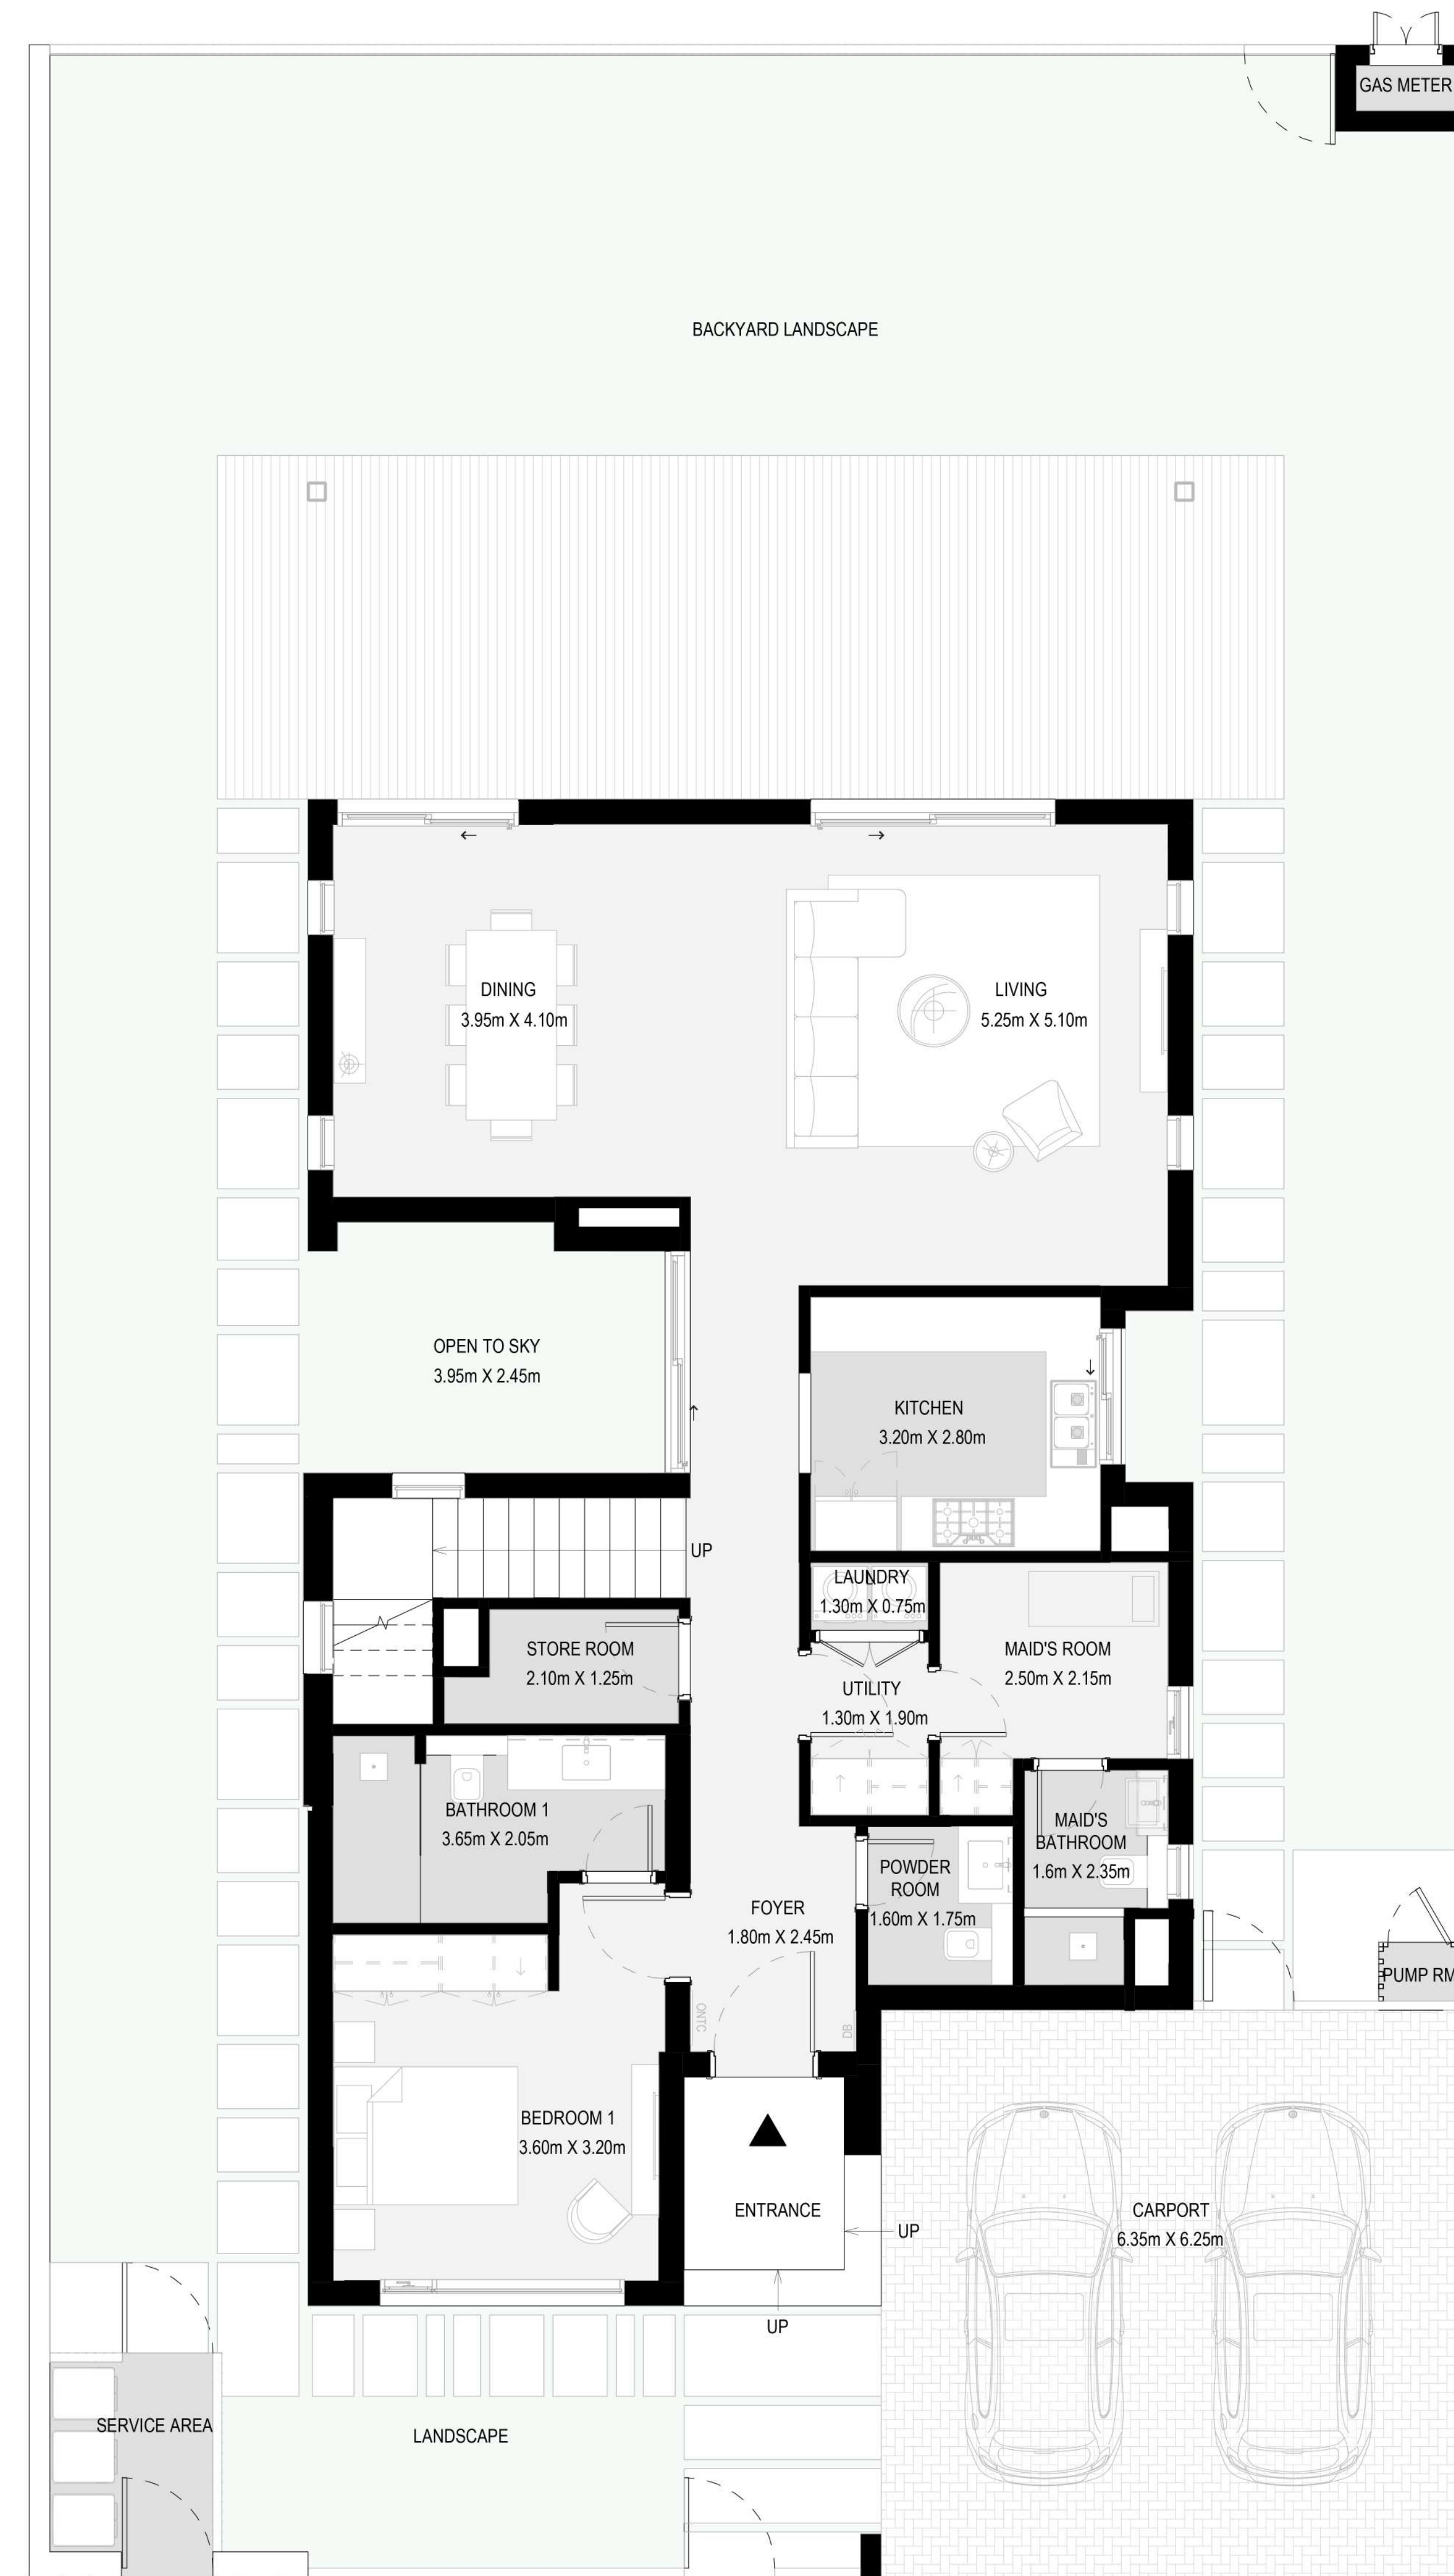 GAS METER
BACKYARD LANDSCAPE
DINING
3.95m X 4.10m
LIVING
5.25m X 5.10m
OPEN TO SKY
3.95m X 2.45m
KITCHEN
3.20m X 2.80m
UP
LAUNDRY
1.30m X 0.75m
STORE ROOM
2.10m X 1.25m
MAID'S ROOM
2.50m X 2.15m
UTILITY
1.30m X 1.90m
BATHROOM 1
3.65m X 2.05m
MAID'S
BATHROOM
1.6m X 2.35m
POWDER
ROOM
1.60m X 1.75m
FOYER
1.80m X 2.45m
PUMP RM
ONTC
DB
BEDROOM 1
3.60m X 3.20m
ENTRANCE
UP
CARPORT
6.35m X 6.25m
UP
SERVICE AREA
LANDSCAPE